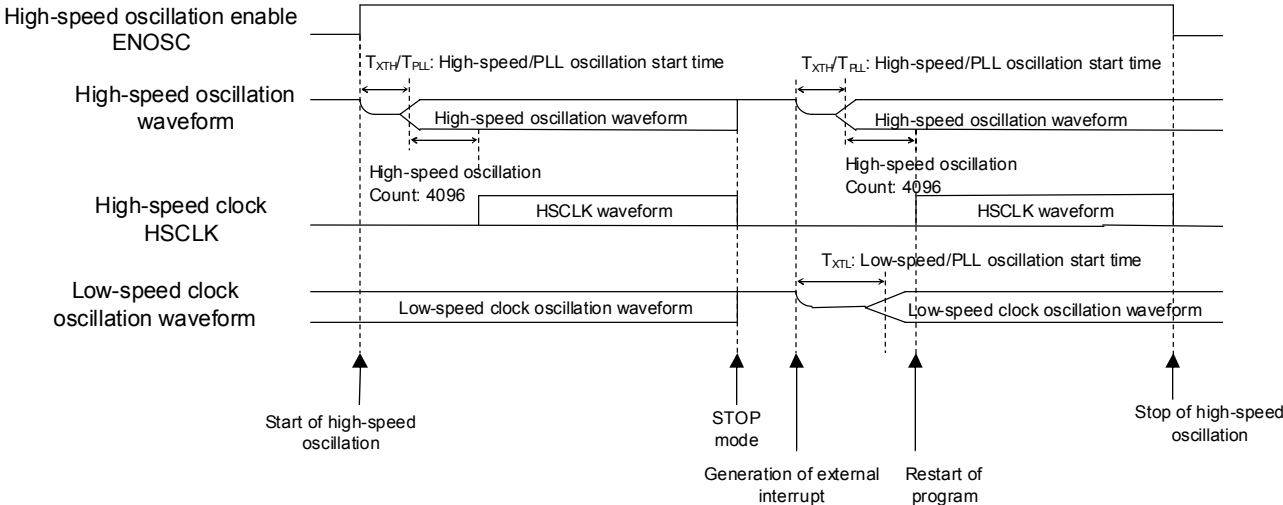 High-speed oscillation enable
ENOSC
TXTH/TPLL: High-speed/PLL oscillation start time
TXTH/TPLL: High-speed/PLL oscillation start time
High-speed oscillation
waveform
High-speed oscillation waveform
High-speed oscillation waveform
High-speed oscillation
Count: 4096
High-speed oscillation
Count: 4096
High-speed clock
HSCLK
HSCLK waveform
HSCLK waveform
TXTL: Low-speed/PLL oscillation start time
Low-speed clock
oscillation waveform
Low-speed clock oscillation waveform
Low-speed clock oscillation waveform
Start of high-speed
oscillation
STOP
mode
Stop of high-speed
oscillation
Generation of external
interrupt
Restart of
program